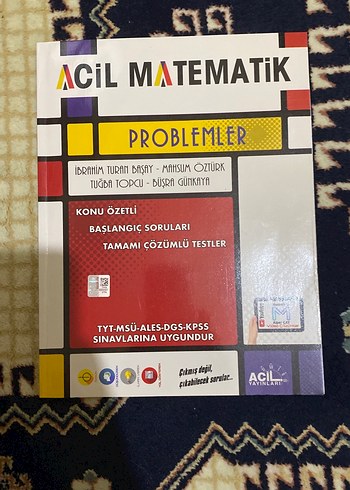 ACİL MATEMATİK
PROBLEMLER
İBRAHİM TURAN BAŞAY - MAHSUM ÖZTÜRK
TUĞBA TOPCU - BÜŞRA GÜNKAYA
KONU ÖZETLİ
BAŞLANGIÇ SORULARI
TAMAMI ÇÖZÜMLÜ TESTLER
TYT-MSÜ-ALES-DGS-KPSS
SINAVLARINA UYGUNDUR
Çıkmış değil,
çıkabilecek sorular...
ACİL
YAYINLARI